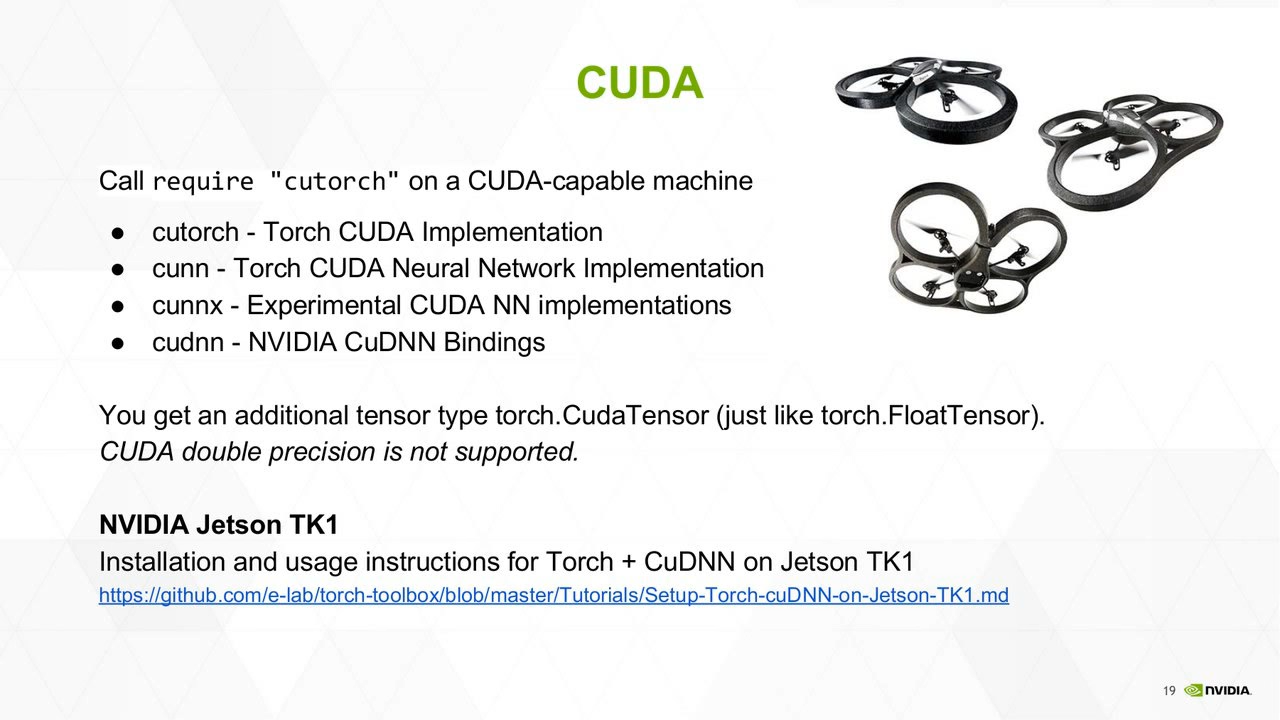 CUDA
Call require "cutorch" on a CUDA-capable machine
● cutorch - Torch CUDA Implementation
● cunn - Torch CUDA Neural Network Implementation
● cunnx - Experimental CUDA NN implementations
● cudnn - NVIDIA CuDNN Bindings
You get an additional tensor type torch.CudaTensor (just like torch.FloatTensor).
CUDA double precision is not supported.
NVIDIA Jetson TK1
Installation and usage instructions for Torch + CuDNN on Jetson TK1
https://github.com/e-lab/torch-toolbox/blob/master/Tutorials/Setup-Torch-cuDNN-on-Jetson-TK1.md
19 NVIDIA.